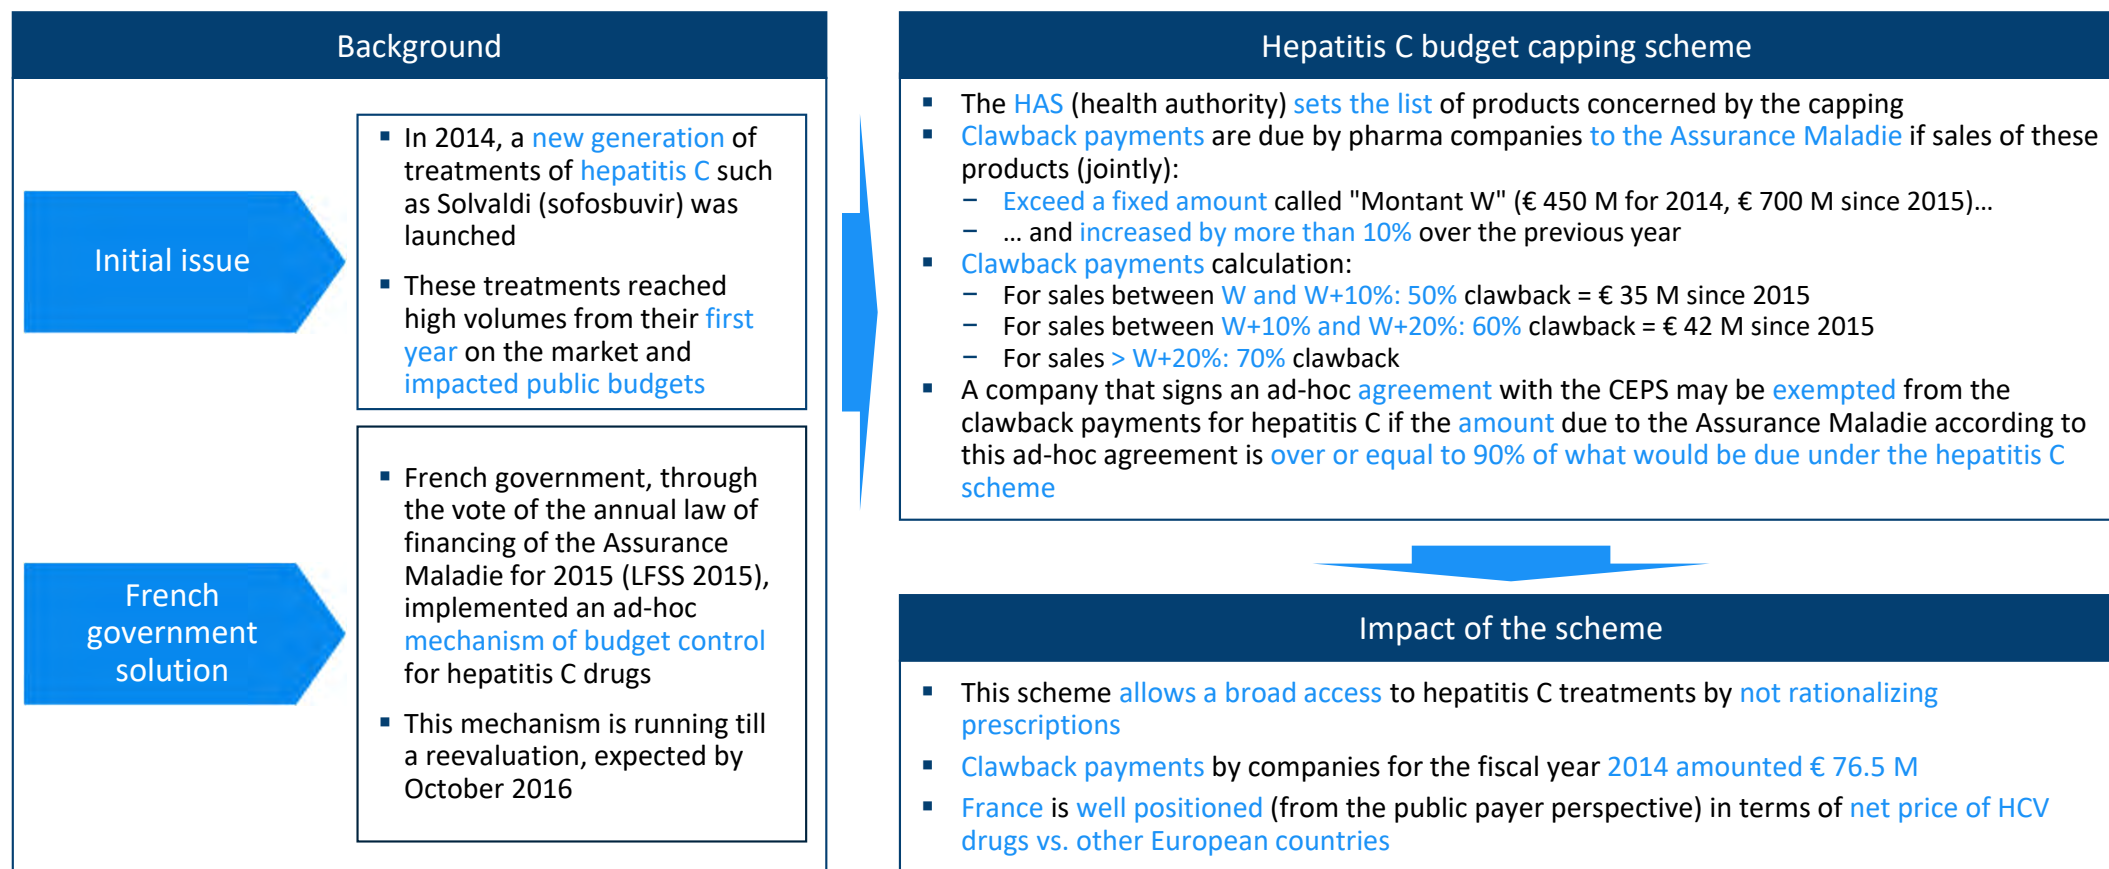 Background
Initial issue
▪ In 2014, a new generation of
treatments of hepatitis C such
as Solvaldi (sofosbuvir) was
launched
▪ These treatments reached
high volumes from their first
year on the market and
impacted public budgets
French
government
solution
▪ French government, through
the vote of the annual law of
financing of the Assurance
Maladie for 2015 (LFSS 2015),
implemented an ad-hoc
mechanism of budget control
for hepatitis C drugs
▪ This mechanism is running till
a reevaluation, expected by
October 2016
Hepatitis C budget capping scheme
▪ The HAS (health authority) sets the list of products concerned by the capping
▪ Clawback payments are due by pharma companies to the Assurance Maladie if sales of these
products (jointly):
− Exceed a fixed amount called "Montant W" (€ 450 M for 2014, € 700 M since 2015)…
− … and increased by more than 10% over the previous year
▪ Clawback payments calculation:
− For sales between W and W+10%: 50% clawback = € 35 M since 2015
− For sales between W+10% and W+20%: 60% clawback = € 42 M since 2015
− For sales > W+20%: 70% clawback
▪ A company that signs an ad-hoc agreement with the CEPS may be exempted from the
clawback payments for hepatitis C if the amount due to the Assurance Maladie according to
this ad-hoc agreement is over or equal to 90% of what would be due under the hepatitis C
scheme
Impact of the scheme
▪ This scheme allows a broad access to hepatitis C treatments by not rationalizing
prescriptions
▪ Clawback payments by companies for the fiscal year 2014 amounted € 76.5 M
▪ France is well positioned (from the public payer perspective) in terms of net price of HCV
drugs vs. other European countries